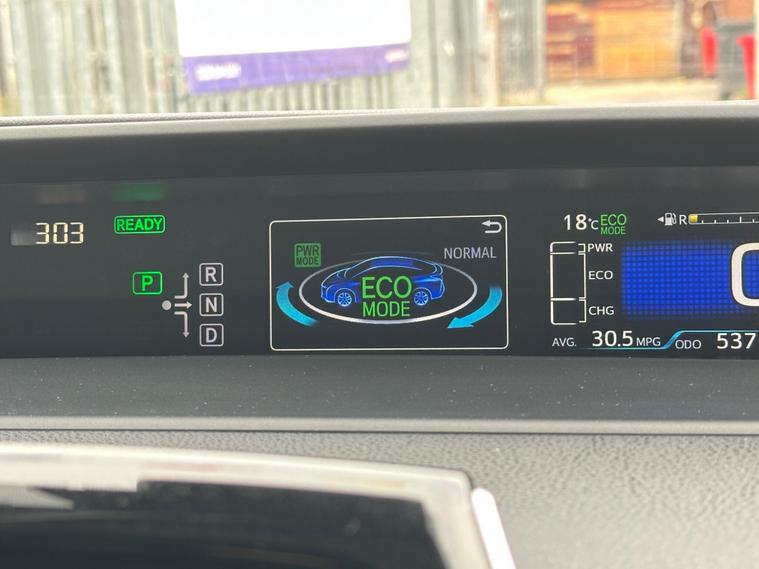 303
READY
P
R
N
D
PWR
MODE
NORMAL
ECO
MODE
18°C ECO
MODE
R
PWR
ECO
CHG
0
AVG. 30.5 MPG
ODO 537